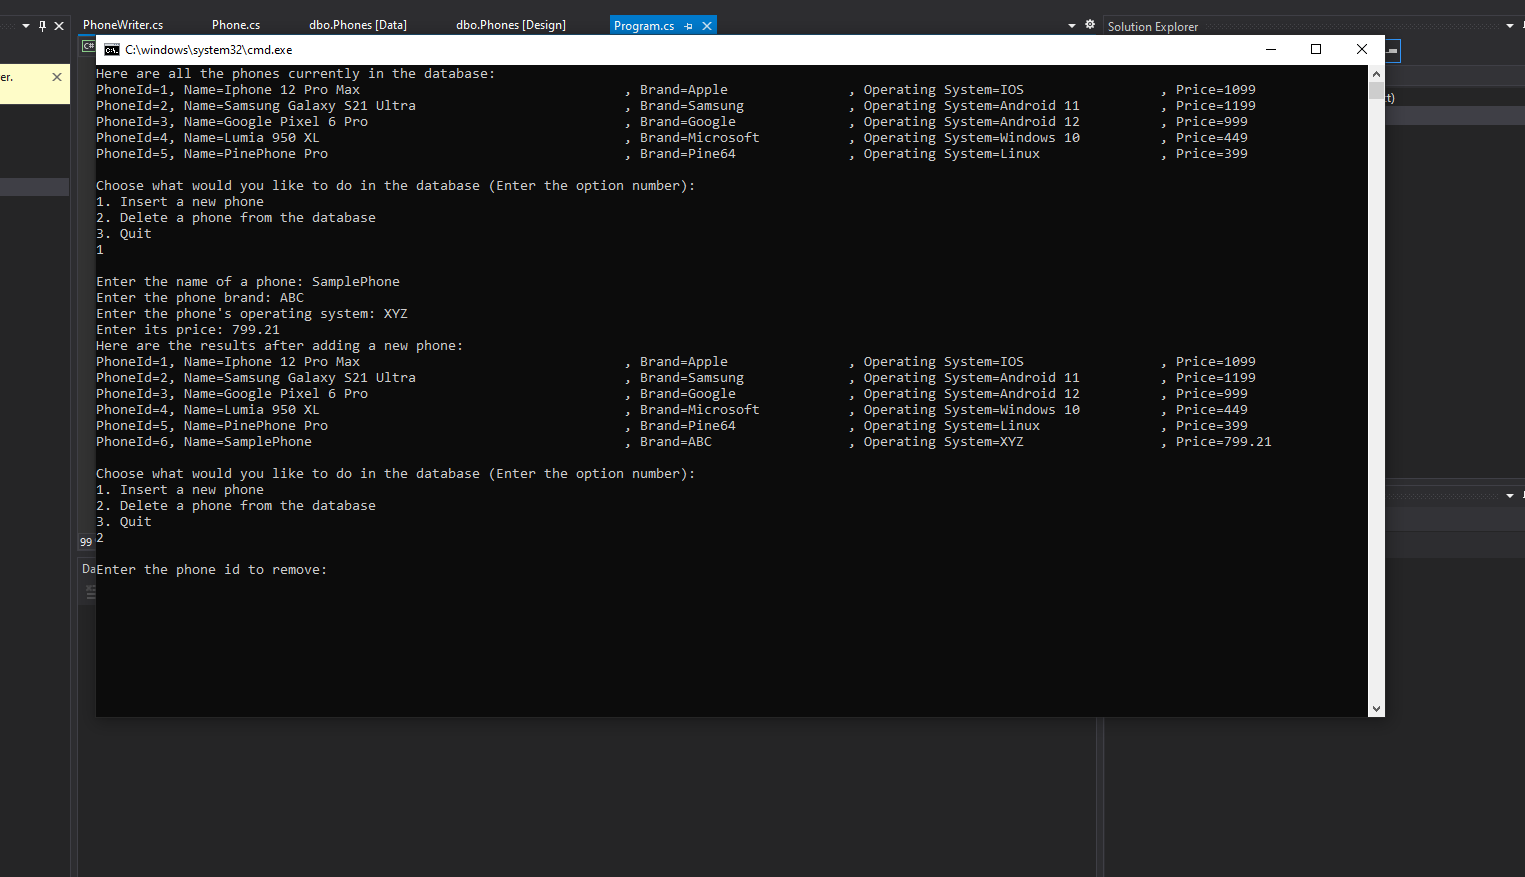 PhoneWriter.cs Phone.cs dbo.Phones [Data] dbo.Phones [Design] Program.cs
Solution Explorer
C#
C:\windows\system32\cmd.exe
er.
Here are all the phones currently in the database:
PhoneId=1, Name=Iphone 12 Pro Max , Brand=Apple , Operating System=IOS , Price=1099
PhoneId=2, Name=Samsung Galaxy S21 Ultra , Brand=Samsung , Operating System=Android 11 , Price=1199
PhoneId=3, Name=Google Pixel 6 Pro , Brand=Google , Operating System=Android 12 , Price=999
PhoneId=4, Name=Lumia 950 XL , Brand=Microsoft , Operating System=Windows 10 , Price=449
PhoneId=5, Name=PinePhone Pro , Brand=Pine64 , Operating System=Linux , Price=399
Choose what would you like to do in the database (Enter the option number):
1. Insert a new phone
2. Delete a phone from the database
3. Quit
1
Enter the name of a phone: SamplePhone
Enter the phone brand: ABC
Enter the phone's operating system: XYZ
Enter its price: 799.21
Here are the results after adding a new phone:
PhoneId=1, Name=Iphone 12 Pro Max , Brand=Apple , Operating System=IOS , Price=1099
PhoneId=2, Name=Samsung Galaxy S21 Ultra , Brand=Samsung , Operating System=Android 11 , Price=1199
PhoneId=3, Name=Google Pixel 6 Pro , Brand=Google , Operating System=Android 12 , Price=999
PhoneId=4, Name=Lumia 950 XL , Brand=Microsoft , Operating System=Windows 10 , Price=449
PhoneId=5, Name=PinePhone Pro , Brand=Pine64 , Operating System=Linux , Price=399
PhoneId=6, Name=SamplePhone , Brand=ABC , Operating System=XYZ , Price=799.21
Choose what would you like to do in the database (Enter the option number):
1. Insert a new phone
2. Delete a phone from the database
3. Quit
2
Enter the phone id to remove:
99
Da